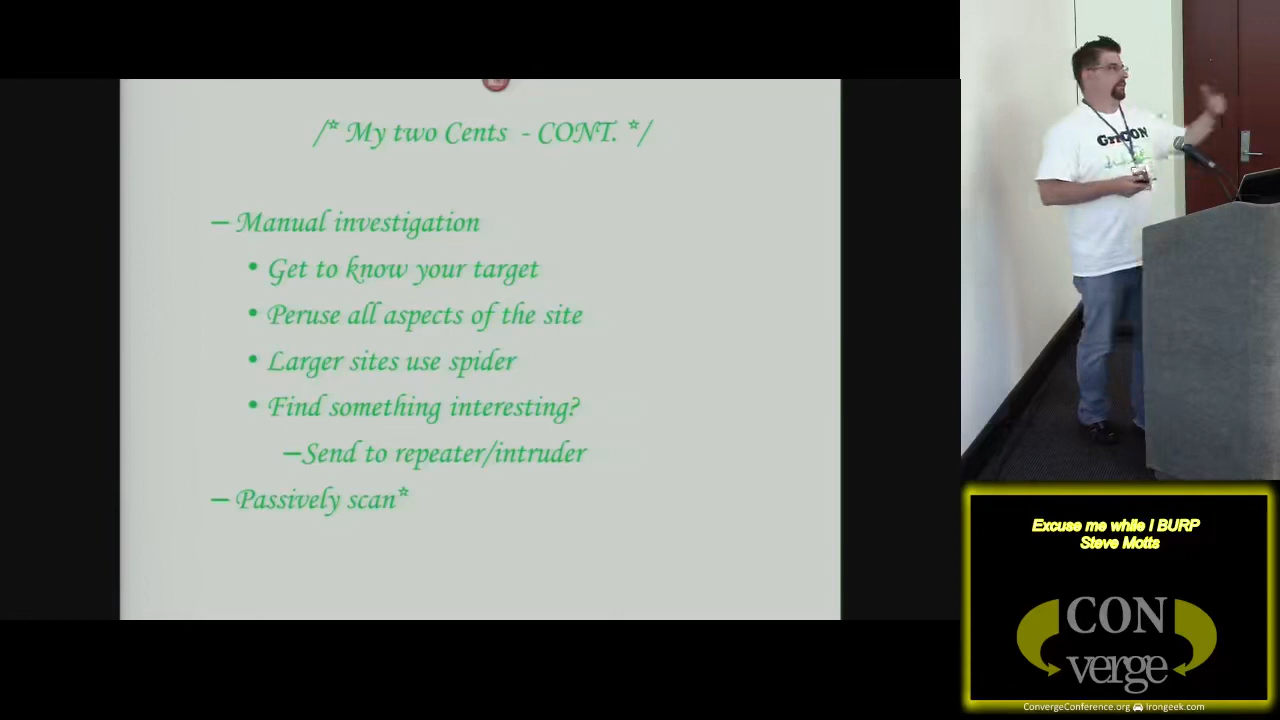 /* My two Cents - CONT. */
– Manual investigation
• Get to know your target
• Peruse all aspects of the site
• Larger sites use spider
• Find something interesting?
–Send to repeater/intruder
– Passively scan*
Excuse me while I BURP
Steve Motts
CON
verge
ConvergeConference.org Irongeek.com